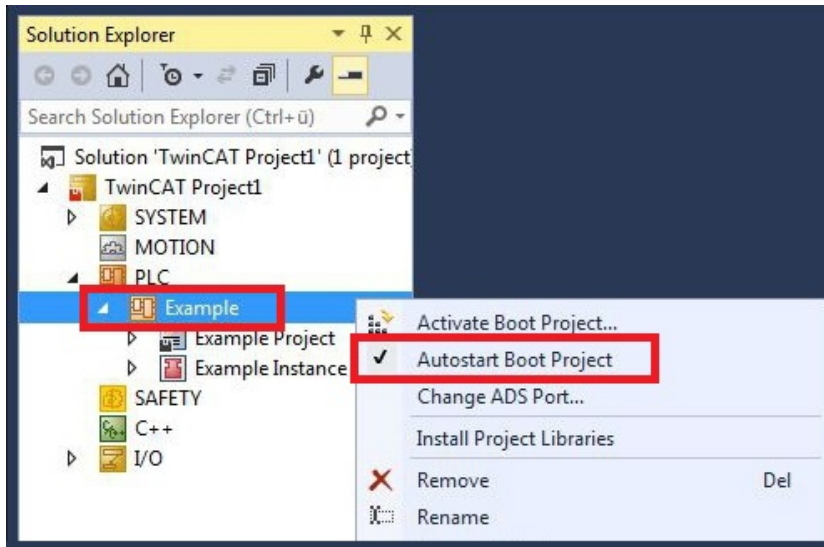 Solution Explorer
Search Solution Explorer (Ctrl+ü)
Solution 'TwinCAT Project1' (1 project
TwinCAT Project1
SYSTEM
MOTION
PLC
Example
Example Project
Example Instance
SAFETY
C++
I/O
Activate Boot Project...
Autostart Boot Project
Change ADS Port...
Install Project Libraries
Remove Del
Rename